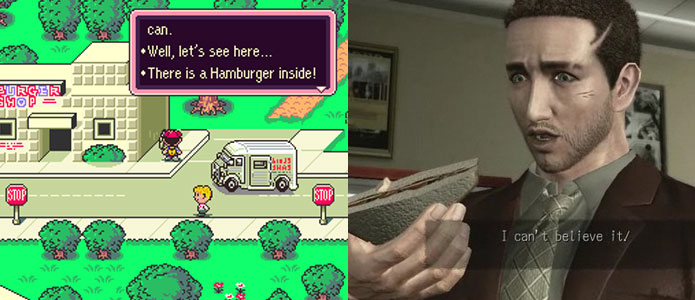 can.
•Well, let's see here...
•There is a Hamburger inside!
BURGER
SHOP
STOP
STOP
I can't believe it/